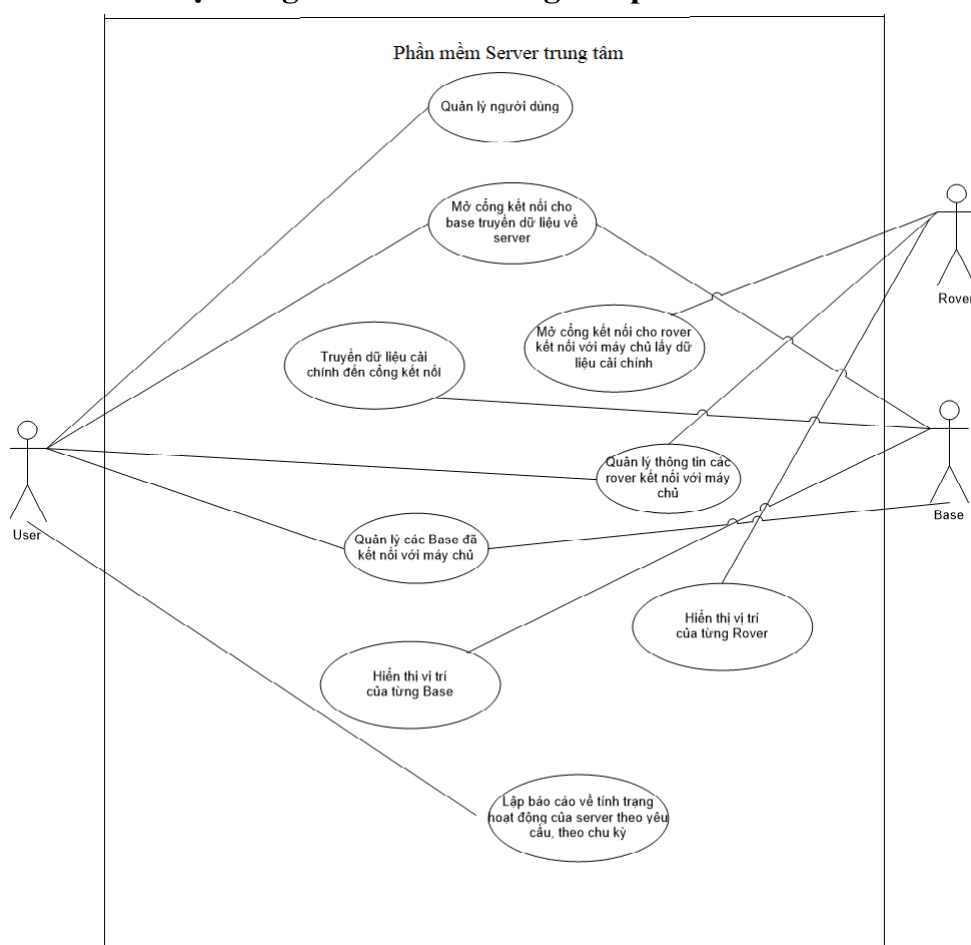 Phần mềm Server trung tâm
Quản lý người dùng
Mở cổng kết nối cho
base truyền dữ liệu về
server
Rover
Mở cổng kết nối cho rover
kết nối với máy chủ lấy dữ
liệu cải chính
Truyền dữ liệu cải
chính đến cổng kết nối
Quản lý thông tin các
rover kết nối với máy
chủ
Base
User
Quản lý các Base đã
kết nối với máy chủ
Hiển thị vị trí
của từng Rover
Hiển thị vị trí
của từng Base
Lập báo cáo về tính trạng
hoạt động của server theo yêu
cầu, theo chu kỳ